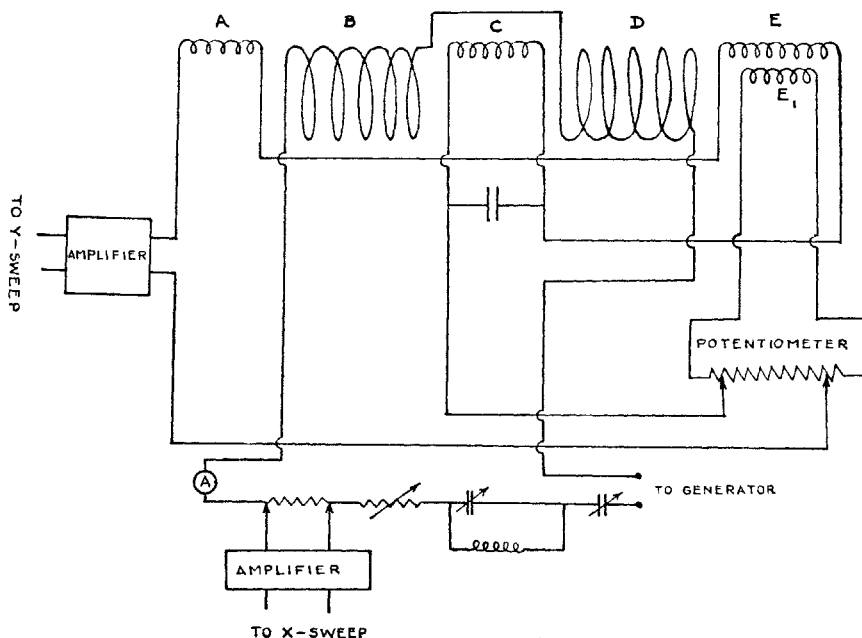 A
B
C
D
E
E1
TO Y-SWEEP
AMPLIFIER
POTENTIOMETER
A
TO GENERATOR
AMPLIFIER
TO X-SWEEP